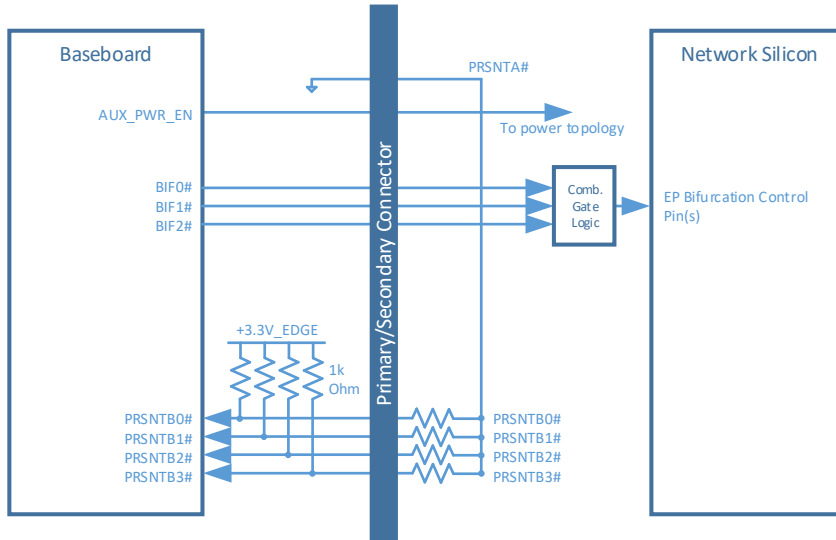 Baseboard
Network Silicon
PRSNTA#
AUX_PWR_EN
To power topology
Primary/Secondary Connector
BIF0#
BIF1#
BIF2#
Comb.
Gate
Logic
EP Bifurcation Control
Pin(s)
+3.3V_EDGE
1k
Ohm
PRSNTB0#
PRSNTB1#
PRSNTB2#
PRSNTB3#
PRSNTB0#
PRSNTB1#
PRSNTB2#
PRSNTB3#